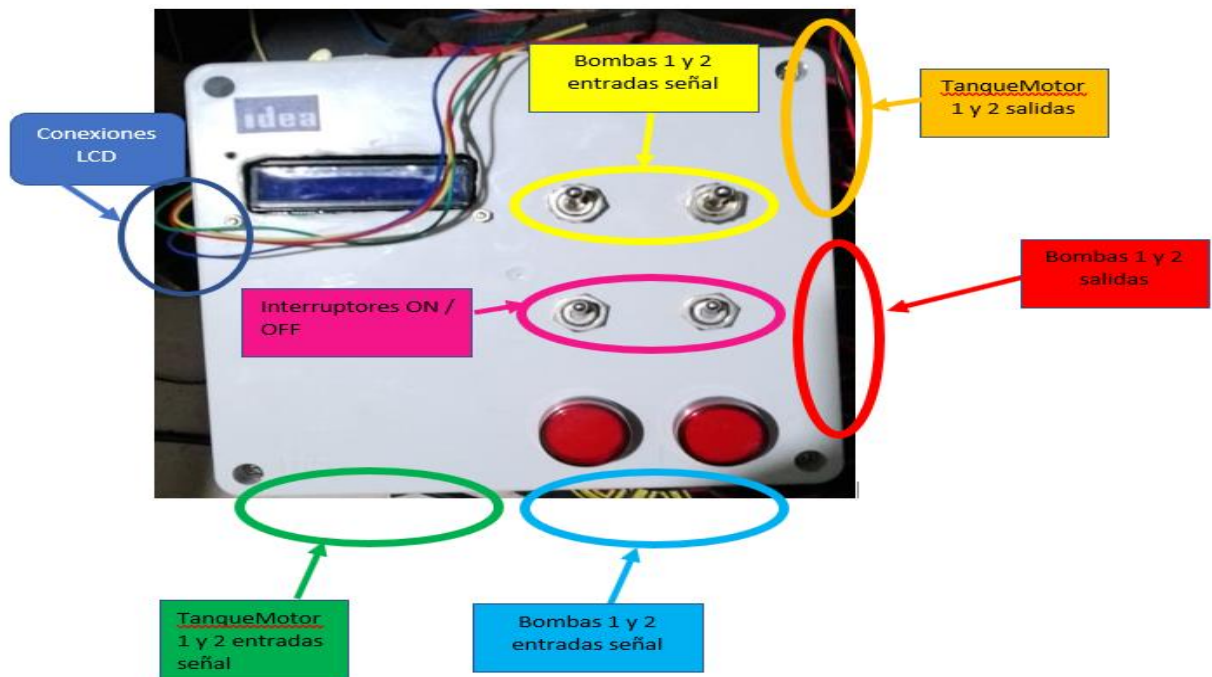 Bombas 1 y 2
entradas señal
TanqueMotor
1 y 2 salidas
Conexiones
LCD
idea
Bombas 1 y 2
salidas
Interruptores ON /
OFF
TanqueMotor
1 y 2 entradas
señal
Bombas 1 y 2
entradas señal